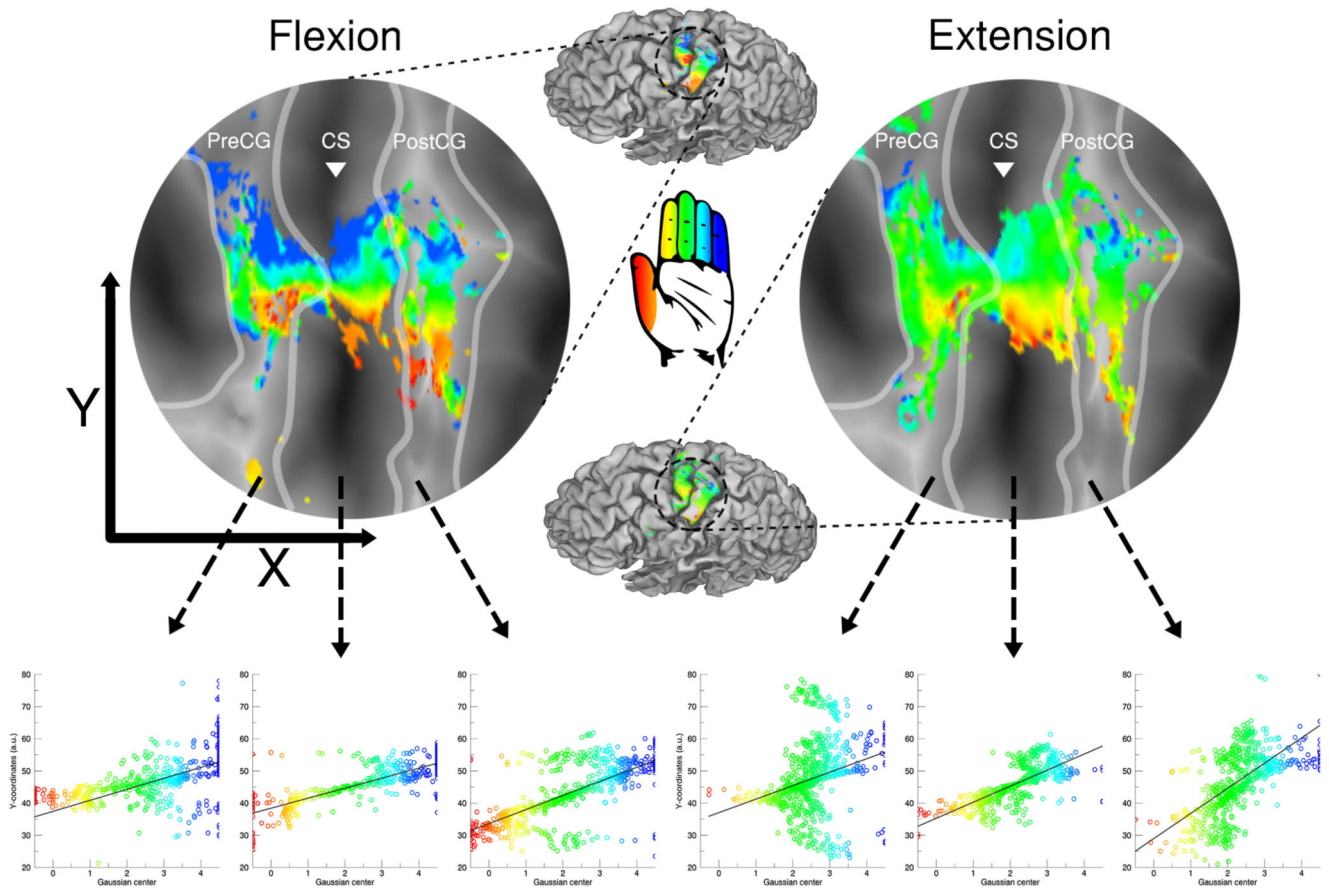 Flexion
Extension
PreCG CS PostCG
PreCG CS PostCG
Y
X
80 70 60 50 40 30 20
Y-coordinates (a.u.)
0 1 2 3 4
Gaussian center
80 70 60 50 40 30 20
0 1 2 3 4
Gaussian center
80 70 60 50 40 30 20
0 1 2 3 4
Gaussian center
80 70 60 50 40 30 20
Y-coordinates (a.u.)
0 1 2 3 4
Gaussian center
80 70 60 50 40 30 20
0 1 2 3 4
Gaussian center
80 70 60 50 40 30 20
0 1 2 3 4
Gaussian center